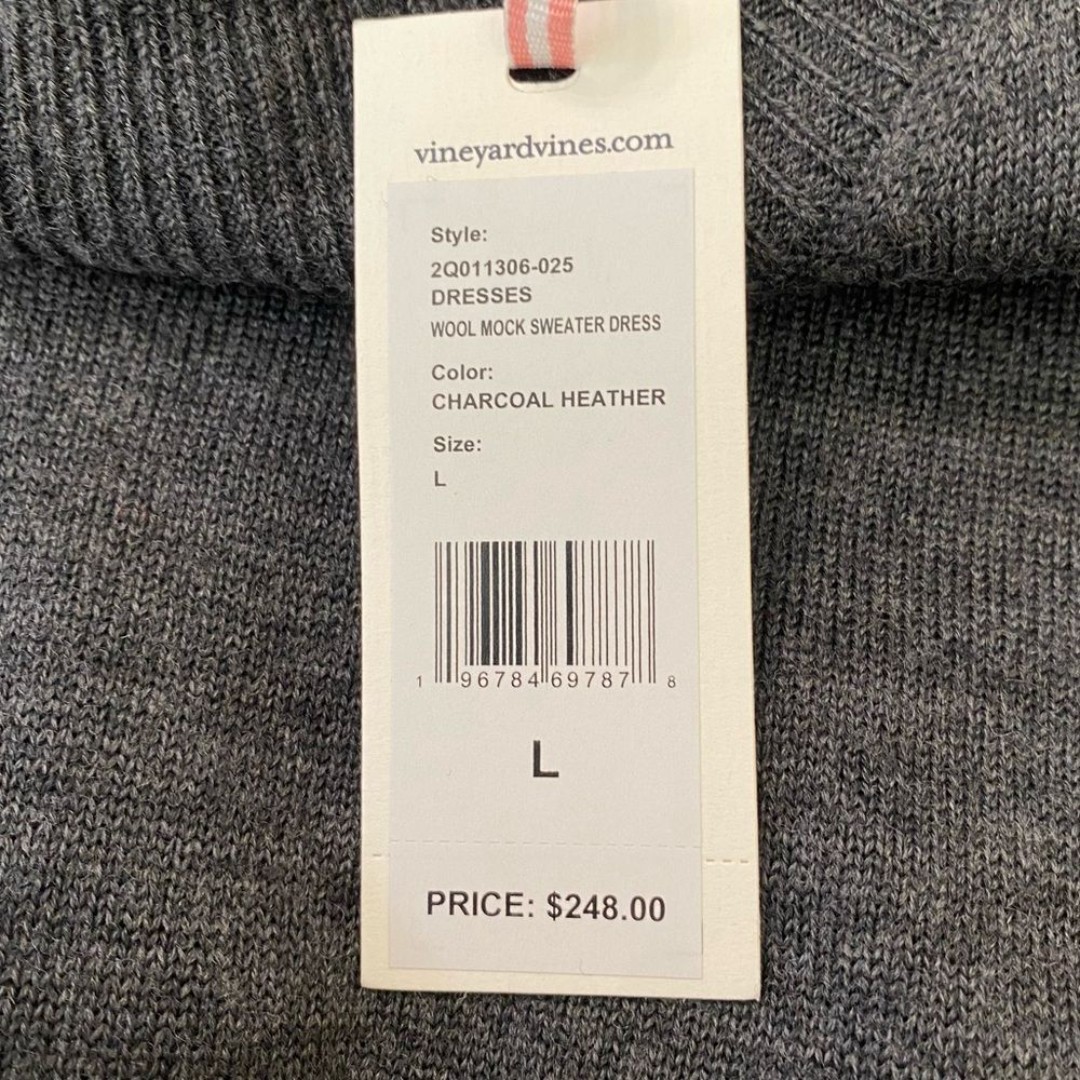 vineyardvines.com
Style:
2Q011306-025
DRESSES
WOOL MOCK SWEATER DRESS
Color:
CHARCOAL HEATHER
Size:
L
1 96784 69787 8
L
PRICE: $248.00